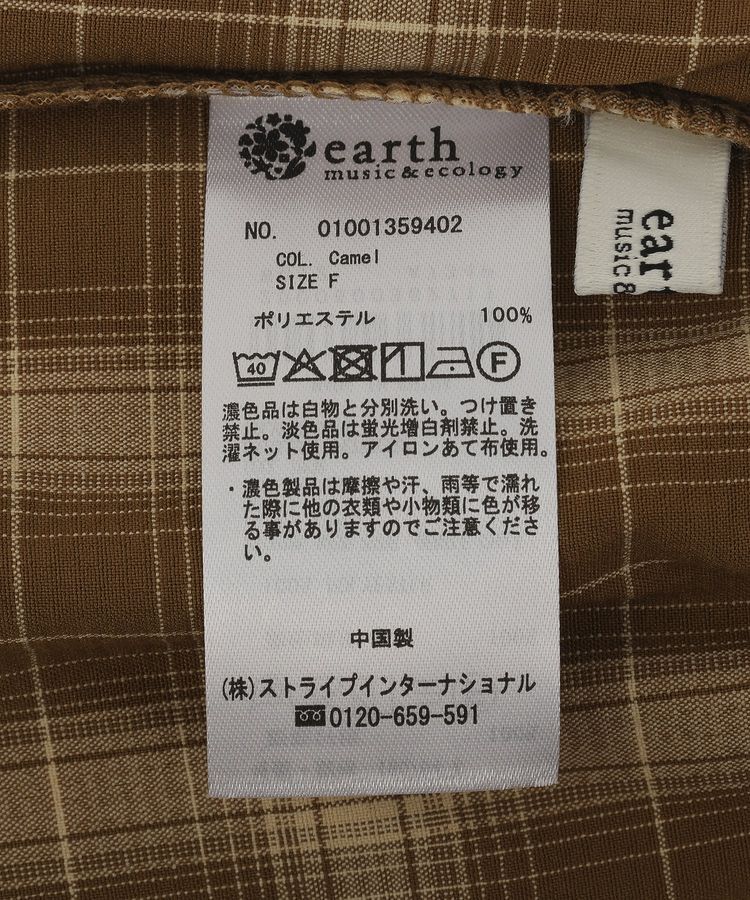 earth
music&ecology
NO. 01001359402
COL. Camel
SIZE F
ポリエステル 100%
40
F
濃色品は白物と分別洗い。つけ置き
禁止。淡色品は蛍光増白剤禁止。洗
濯ネット使用。アイロンあて布使用。
・濃色製品は摩擦や汗、雨等で濡れ
た際に他の衣類や小物類に色が移
る事がありますのでご注意くださ
い。
中国製
(株)ストライプインターナショナル
0120-659-591
ear
music &